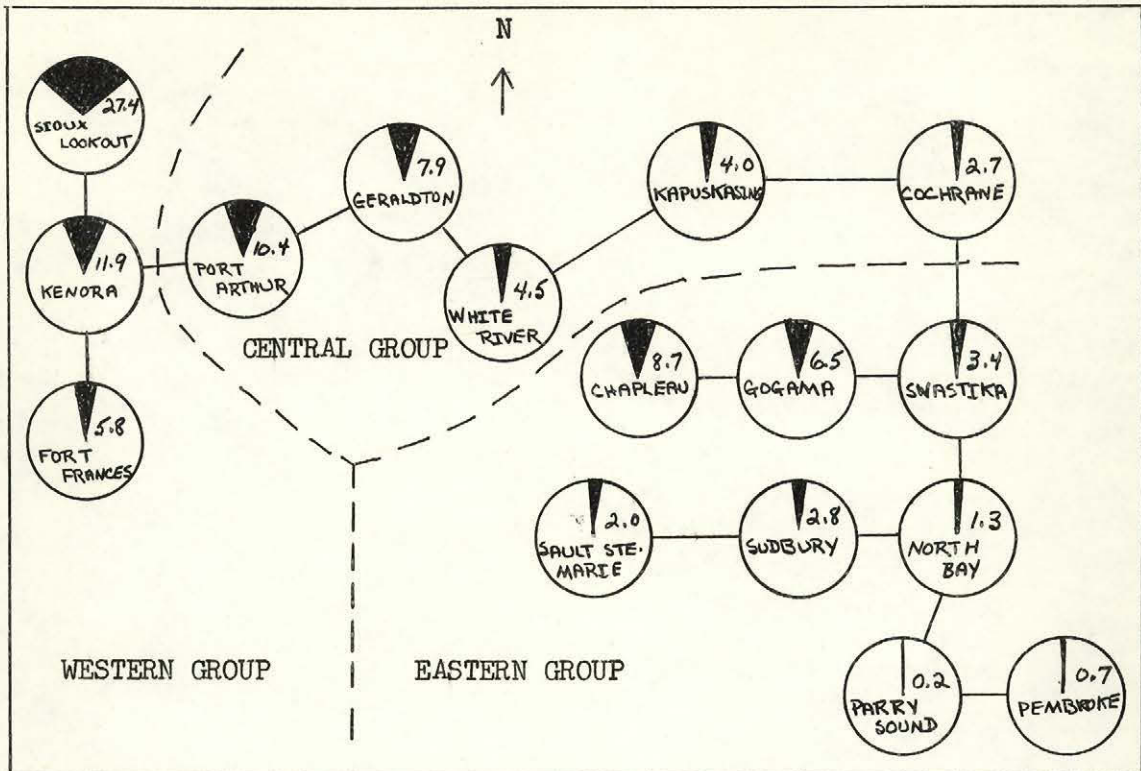 N
27.4
SIOUX
LOOKOUT
7.9
GERALDTON
4.0
KAPUSKASING
2.7
COCHRANE
11.9
KENORA
10.4
PORT
ARTHUR
4.5
WHITE
RIVER
CENTRAL GROUP
8.7
CHAPLEAU
6.5
GOGAMA
3.4
SWASTIKA
5.8
FORT
FRANCES
2.0
SAULT STE.
MARIE
2.8
SUDBURY
1.3
NORTH
BAY
WESTERN GROUP
EASTERN GROUP
0.2
PARRY
SOUND
0.7
PEMBROKE